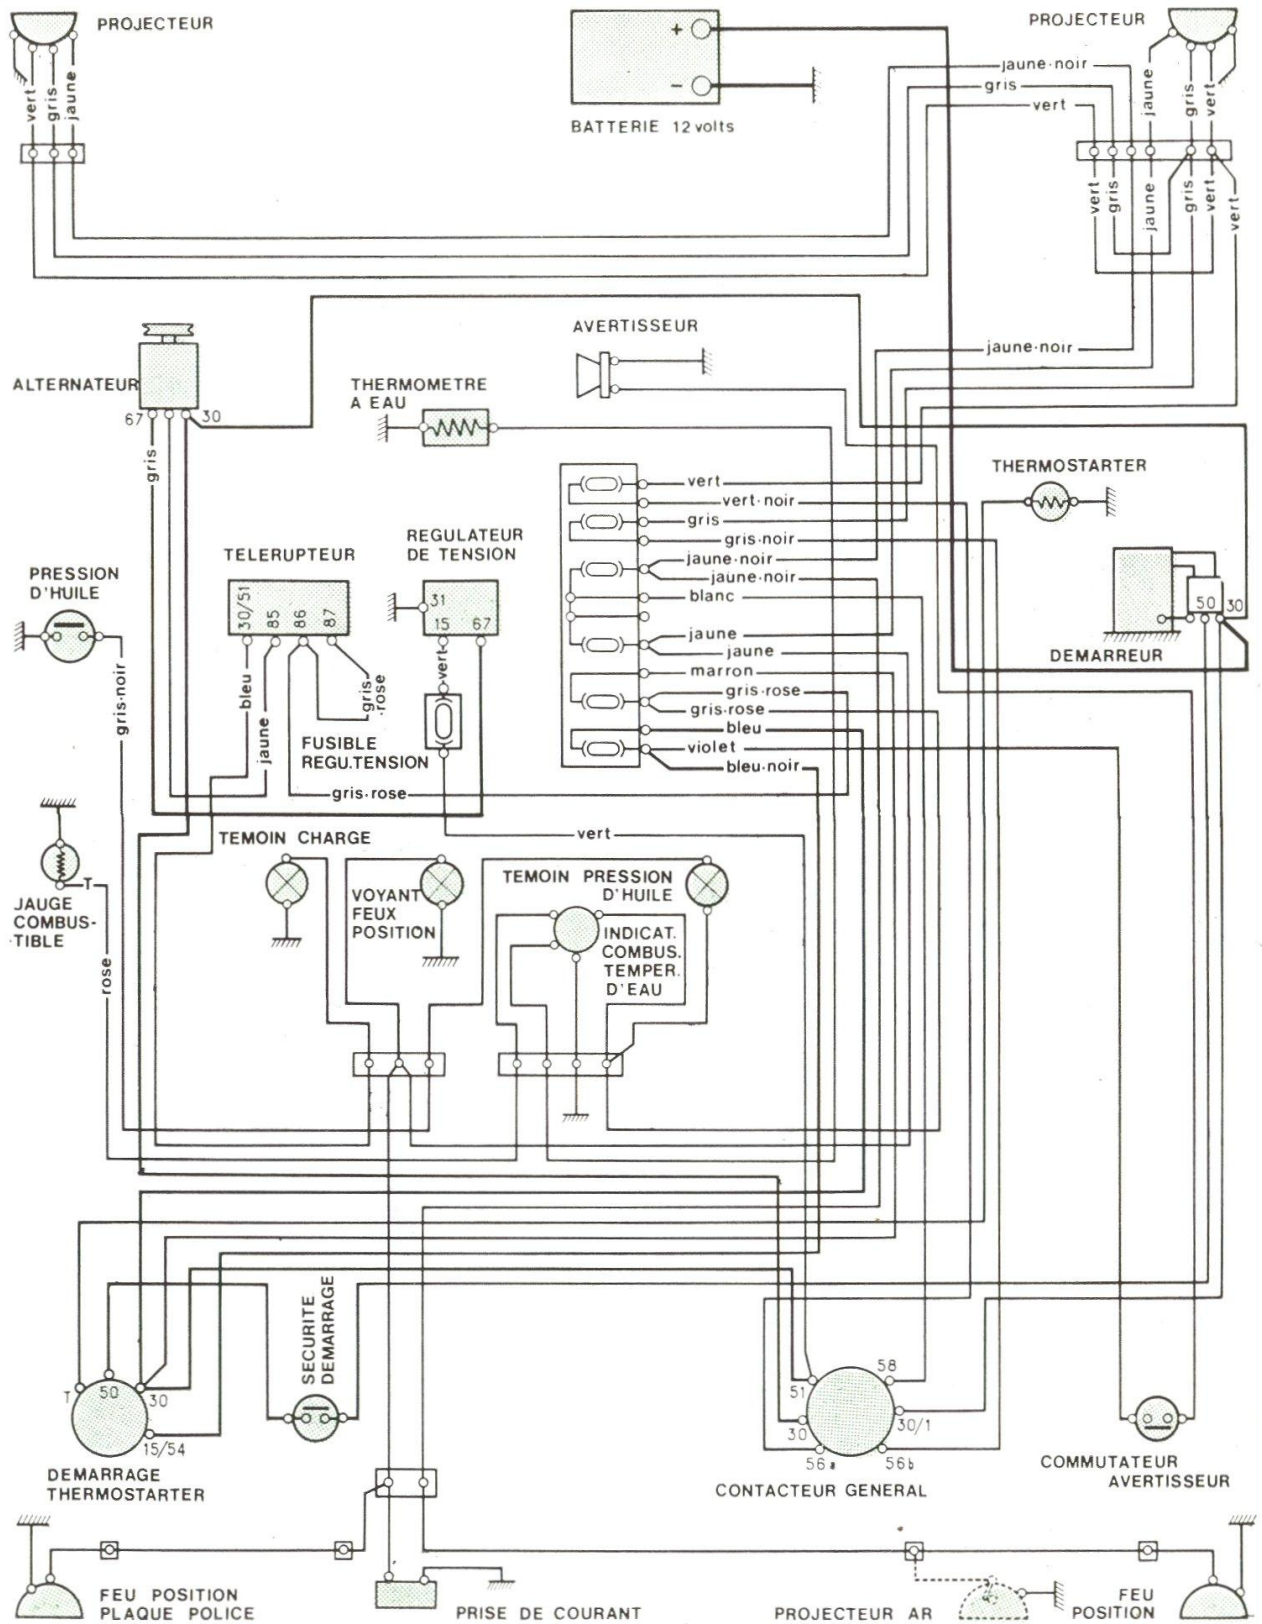 PROJECTEUR
PROJECTEUR
+
–
BATTERIE 12 volts
jaune·noir
gris
vert
vert
gris
jaune
jaune
gris
vert
vert
gris
jaune
gris
vert
vert
jaune·noir
ALTERNATEUR
67
30
gris
AVERTISSEUR
THERMOMETRE
A EAU
THERMOSTARTER
TELERUPTEUR
30/51
85
86
87
REGULATEUR
DE TENSION
31
15
67
vert
vert·noir
gris
gris·noir
jaune·noir
jaune·noir
blanc
jaune
jaune
marron
gris·rose
gris·rose
bleu
violet
bleu·noir
50
30
DEMARREUR
PRESSION
D'HUILE
gris·noir
bleu
jaune
gris
·rose
vert
FUSIBLE
REGU.TENSION
gris·rose
vert
T
JAUGE
COMBUS-
-TIBLE
rose
TEMOIN CHARGE
VOYANT
FEUX
POSITION
TEMOIN PRESSION
D'HUILE
INDICAT.
COMBUS.
TEMPER.
D'EAU
SECURITE
DEMARRAGE
T
50
30
15/54
DEMARRAGE
THERMOSTARTER
58
51
30
30/1
56a
56b
CONTACTEUR GENERAL
COMMUTATEUR
AVERTISSEUR
FEU POSITION
PLAQUE POLICE
PRISE DE COURANT
PROJECTEUR AR
FEU
POSITION